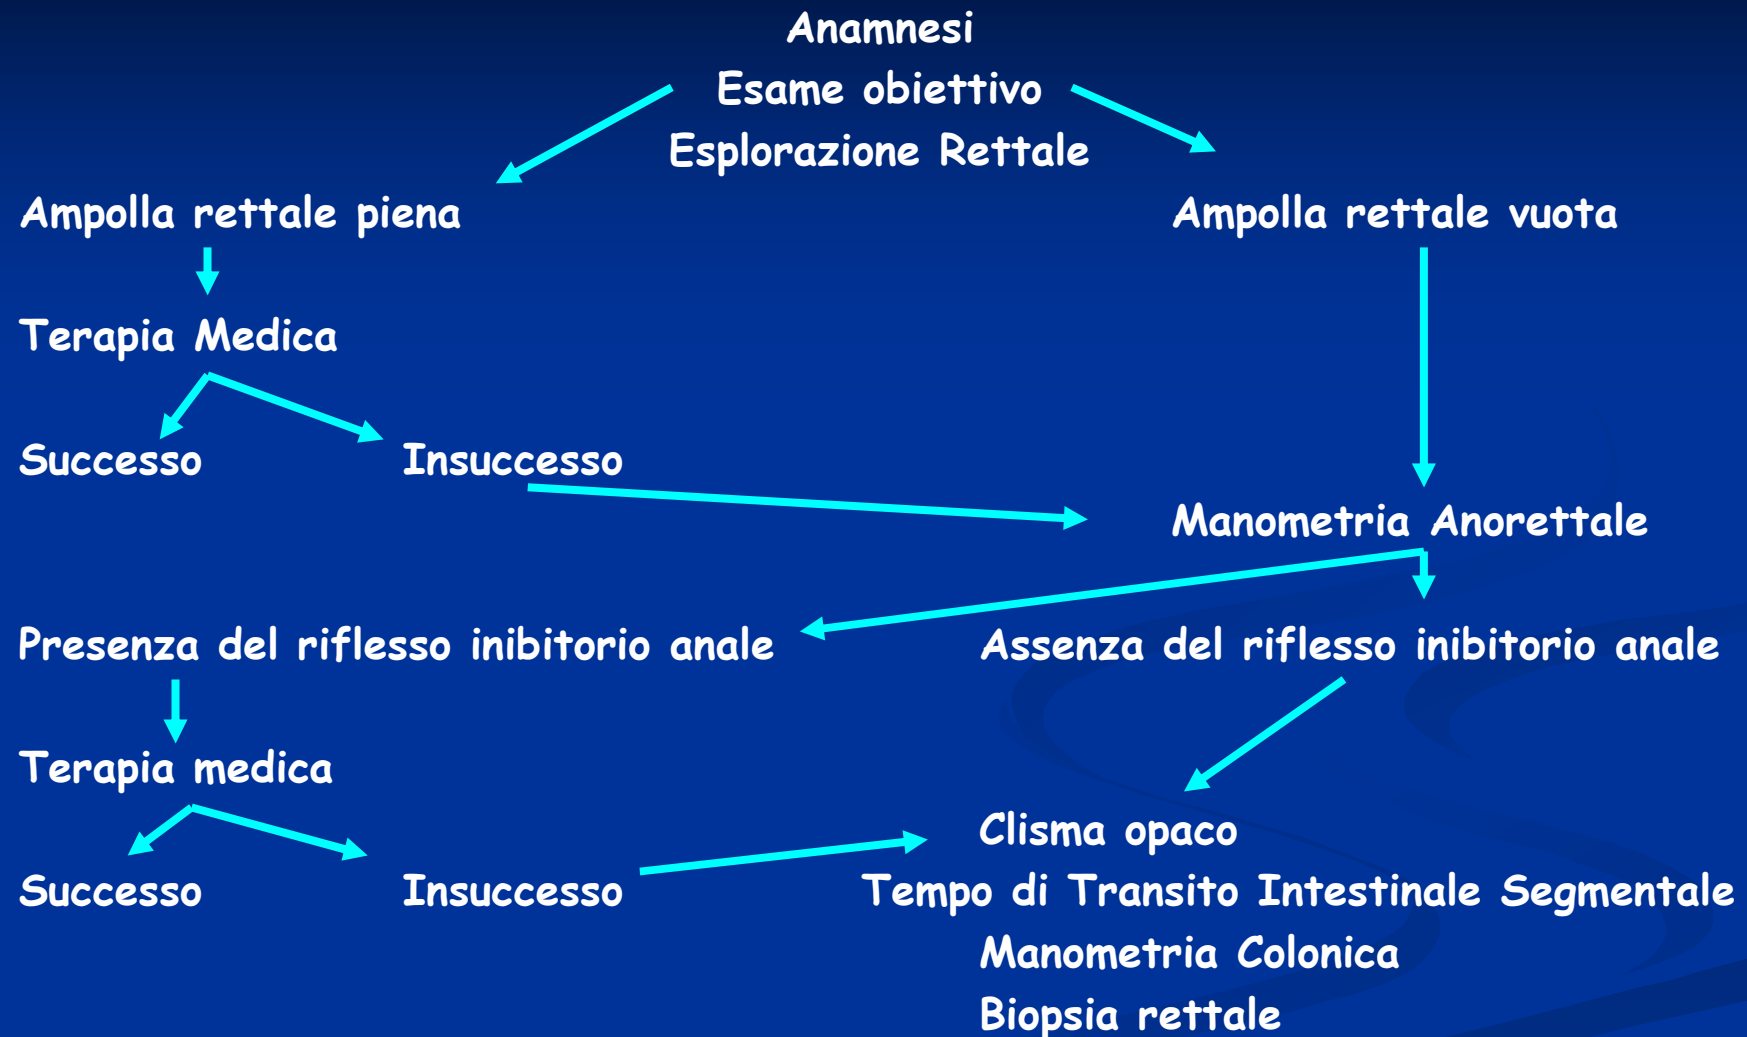 Anamnesi
Esame obiettivo
Esplorazione Rettale
Ampolla rettale piena
Ampolla rettale vuota
Terapia Medica
Successo
Insuccesso
Manometria Anorettale
Presenza del riflesso inibitorio anale
Assenza del riflesso inibitorio anale
Terapia medica
Clisma opaco
Successo
Insuccesso
Tempo di Transito Intestinale Segmentale
Manometria Colonica
Biopsia rettale